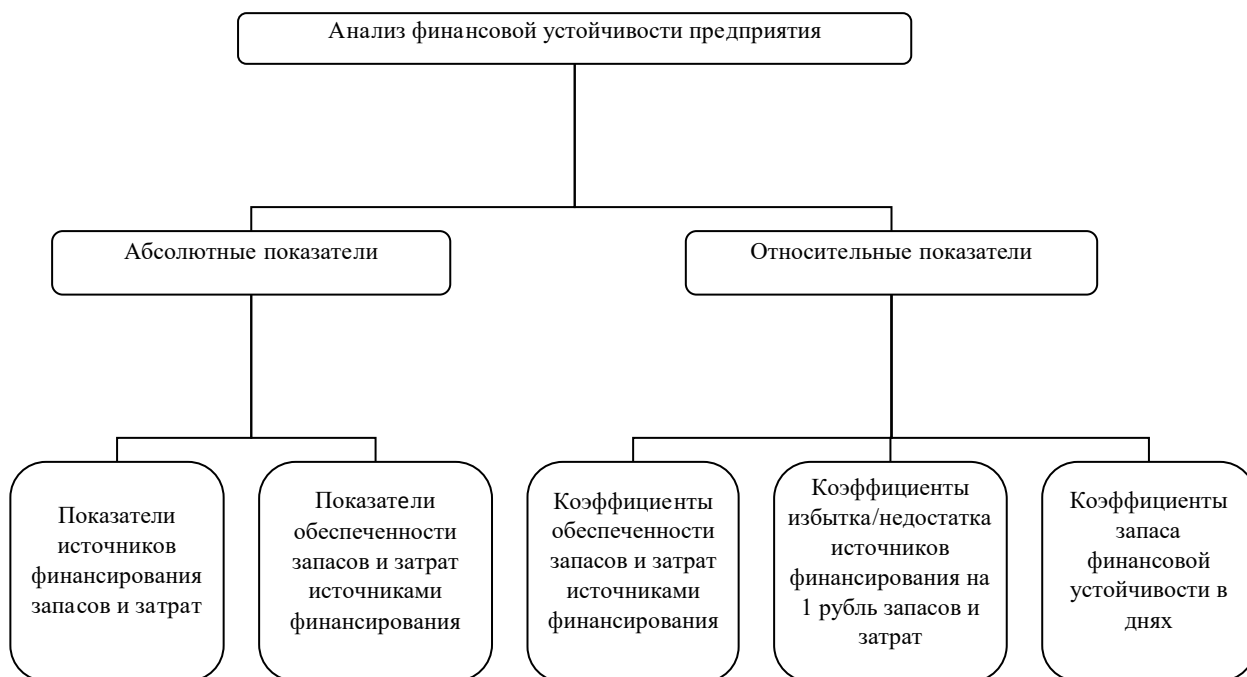 Анализ финансовой устойчивости предприятия
Абсолютные показатели
Относительные показатели
Показатели
источников
финансирования
запасов и затрат
Показатели
обеспеченности
запасов и затрат
источниками
финансирования
Коэффициенты
обеспеченности
запасов и затрат
источниками
финансирования
Коэффициенты
избытка/недостатка
источников
финансирования на
1 рубль запасов и
затрат
Коэффициенты
запаса
финансовой
устойчивости в
днях